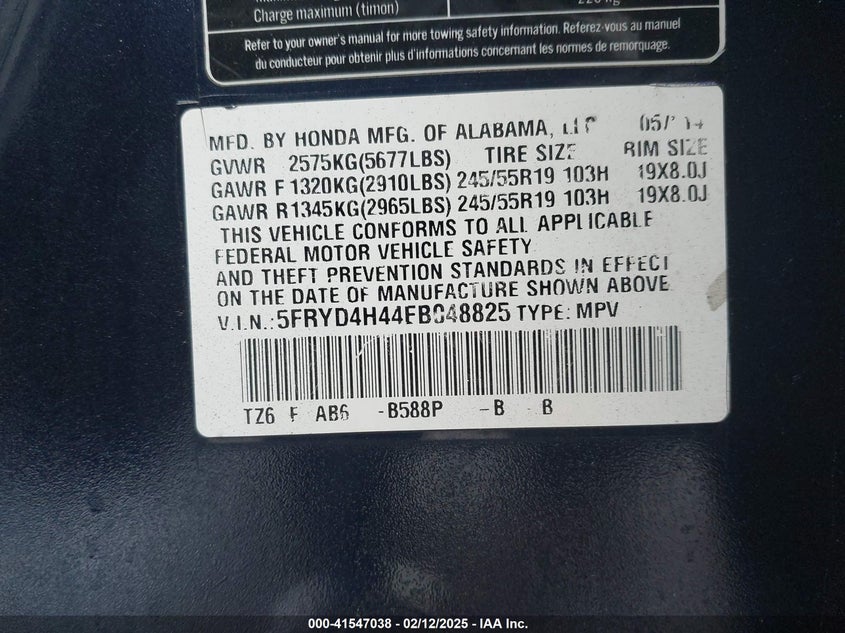 Charge maximum (timon)
Refer to your owner's manual for more towing safety information. Referez-vous au manuel
du conducteur pour obtenir plus d'informations concernant les normes de remorquage.
MFD. BY HONDA MFG. OF ALABAMA,
GVWR 2575KG(5677LBS) TIRE SIZE RIM SIZE
GAWR F 1320KG(2910LBS) 245/55R19 103H 19X8.0J
GAWR R 1345KG(2965LBS) 245/55R19 103H 19X8.0J
THIS VEHICLE CONFORMS TO ALL APPLICABLE
FEDERAL MOTOR VEHICLE SAFETY
AND THEFT PREVENTION STANDARDS IN EFFECT
ON THE DATE OF MANUFACTURE SHOWN ABOVE
V.I.N.: TYPE: MPV
TZ6 F AB6 -B588P -B B
000-41547038 - 02/12/2025 - IAA Inc.